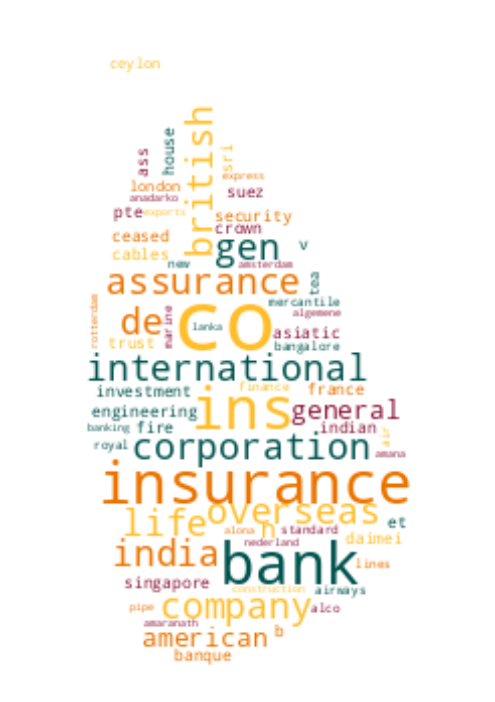 ceylon
british
house
ass
sri
express
london
suez
anadarko
pte
exports
security
crown
ceased
gen
v
cables
new
amsterdam
assurance
tea
mercantile
rotterdam
de
marine
co
lanka
algemene
asiatic
trust
bangalore
international
investment
finance
france
ins
engineering
general
banking
fire
indian
air
royal
corporation
amana
insurance
overseas
life
h
et
alona
standard
daimei
nederland
india
bank
lines
singapore
construction
airways
pipe
company
alco
amaranath
american
b
banque